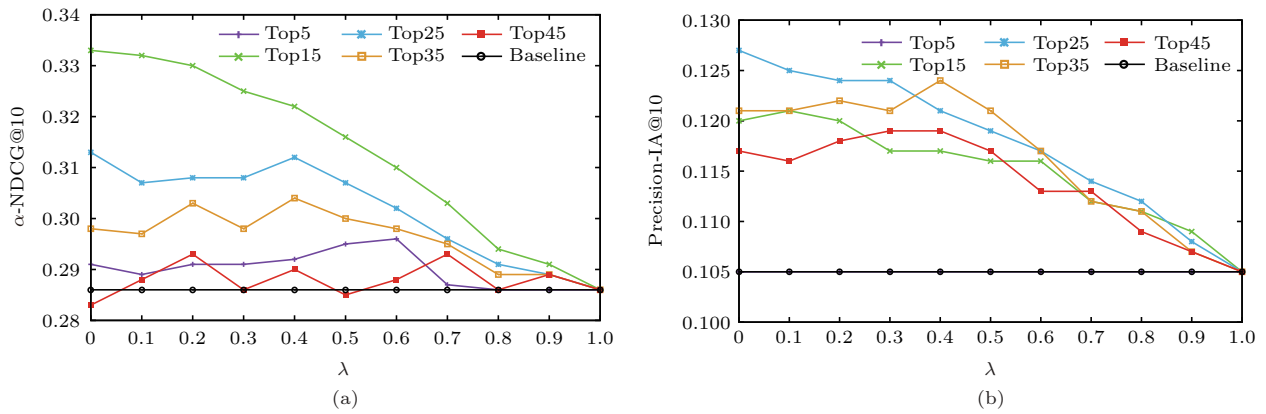 0.34
0.33
0.32
0.31
0.30
0.29
0.28
α-NDCG@10
Top5 Top25 Top45
Top15 Top35 Baseline
0 0.1 0.2 0.3 0.4 0.5 0.6 0.7 0.8 0.9 1.0
λ
(a)
0.130
0.125
0.120
0.115
0.110
0.105
0.100
Precision-IA@10
Top5 Top25 Top45
Top15 Top35 Baseline
0 0.1 0.2 0.3 0.4 0.5 0.6 0.7 0.8 0.9 1.0
λ
(b)